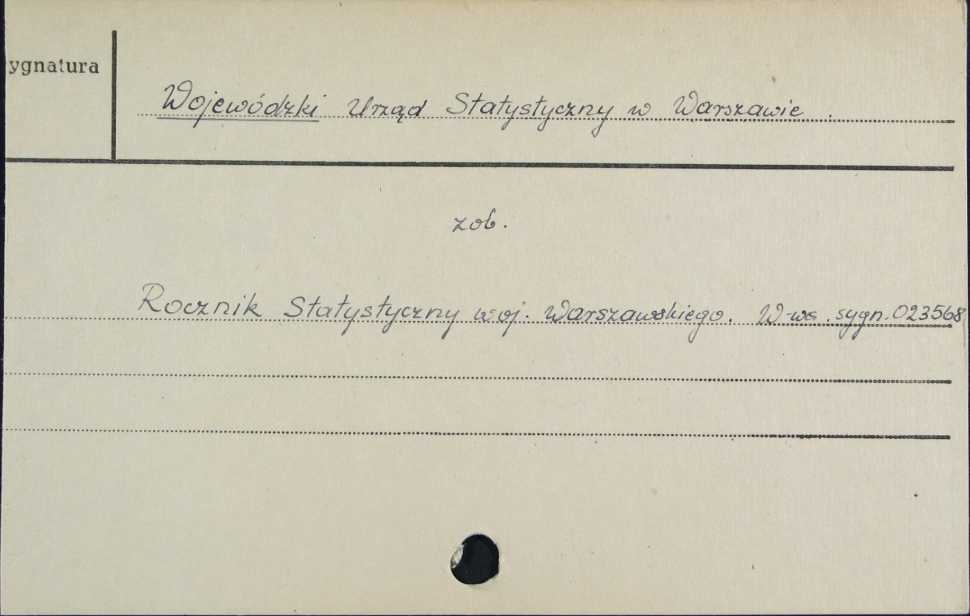 ygnatura
Wojewódzki Urząd Statystyczny w Warszawie.
zob.
Rocznik Statystyczny woj. Warszawskiego. W-wa. sygn. 023568